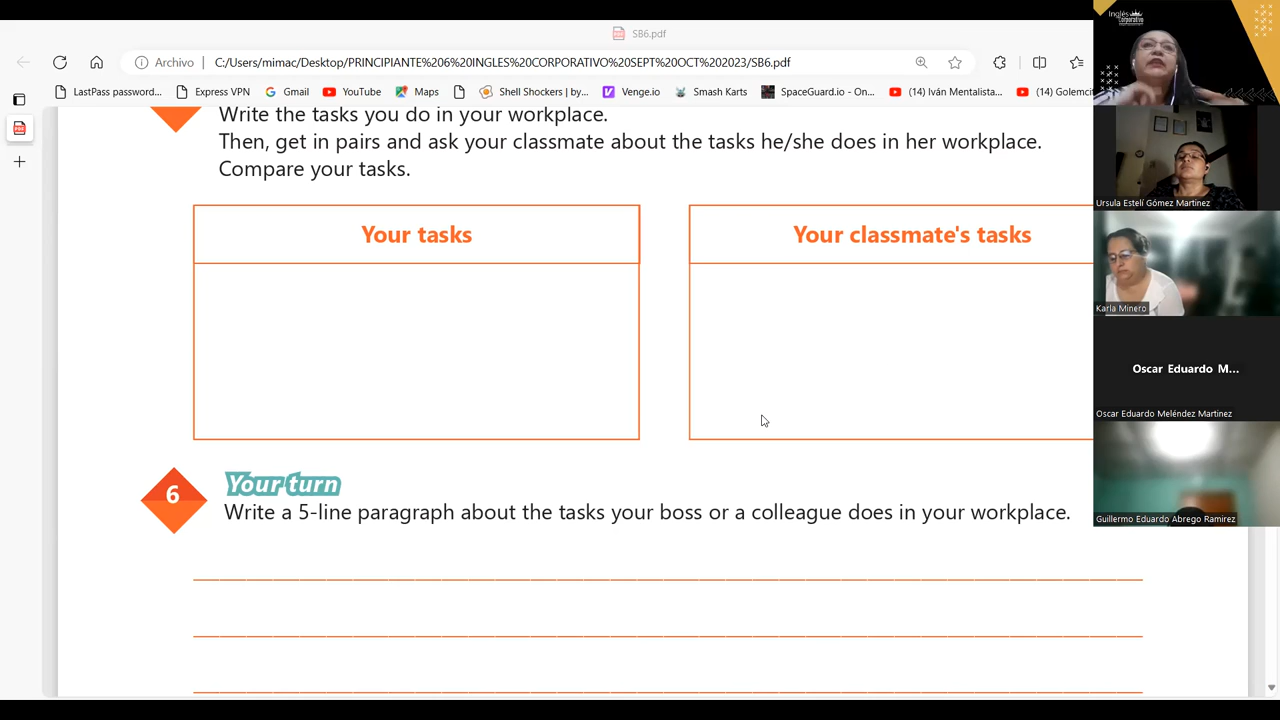 SB6.pdf
Archivo
C:/Users/mimac/Desktop/PRINCIPIANTE%206%20INGLES%20CORPORATIVO%20SEPT%20OCT%202023/SB6.pdf
LastPass password...
Express VPN
Gmail
YouTube
Maps
Shell Shockers | by...
Venge.io
Smash Karts
SpaceGuard.io - On...
(14) Iván Mentalista...
(14) Golemcit
Write the tasks you do in your workplace.
Then, get in pairs and ask your classmate about the tasks he/she does in her workplace.
Compare your tasks.
Your tasks
Your classmate's tasks
6
Your turn
Write a 5-line paragraph about the tasks your boss or a colleague does in your workplace.
Inglés
Corporativo
Ursula Estelí Gómez Martinez
Karla Minero
Oscar Eduardo M...
Oscar Eduardo Meléndez Martinez
Guillermo Eduardo Abrego Ramirez